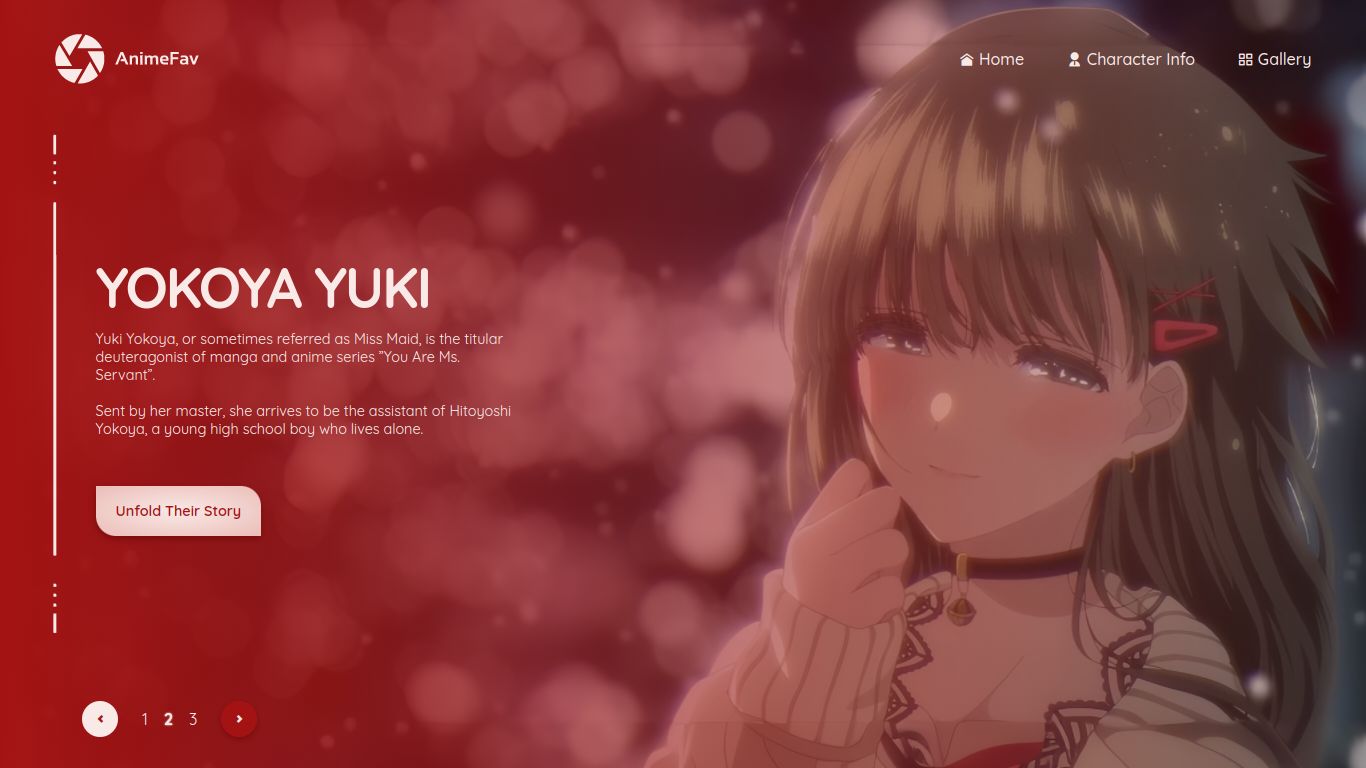 AnimeFav
Home
Character Info
Gallery
YOKOYA YUKI
Yuki Yokoya, or sometimes referred as Miss Maid, is the titular
deuteragonist of manga and anime series ”You Are Ms.
Servant”.
Sent by her master, she arrives to be the assistant of Hitoyoshi
Yokoya, a young high school boy who lives alone.
Unfold Their Story
1 2 3